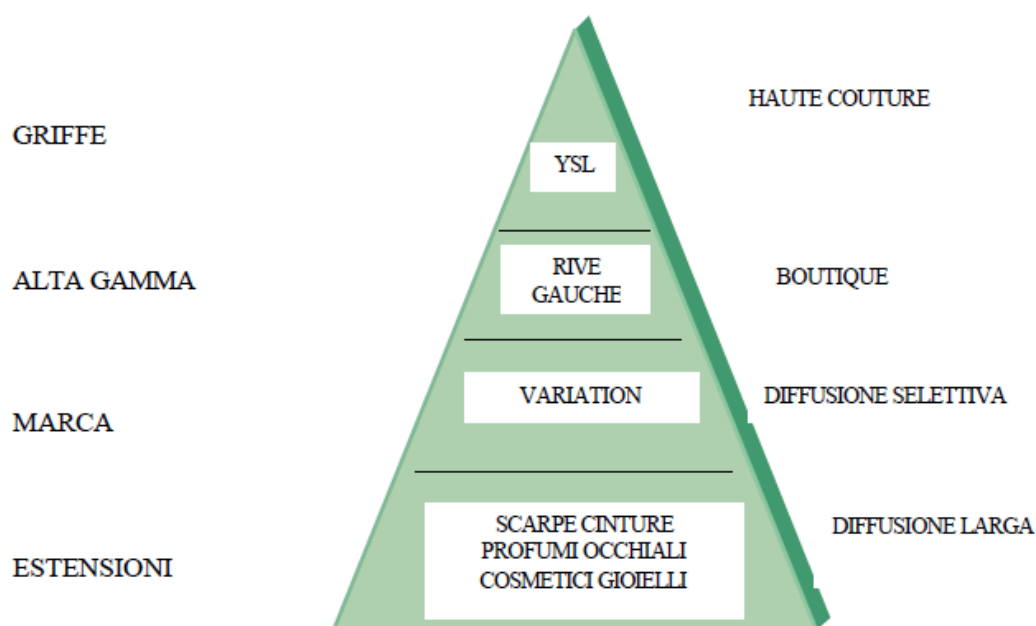 HAUTE COUTURE
GRIFFE
YSL
ALTA GAMMA
RIVE
GAUCHE
BOUTIQUE
MARCA
VARIATION
DIFFUSIONE SELETTIVA
ESTENSIONI
SCARPE CINTURE
PROFUMI OCCHIALI
COSMETICI GIOIELLI
DIFFUSIONE LARGA